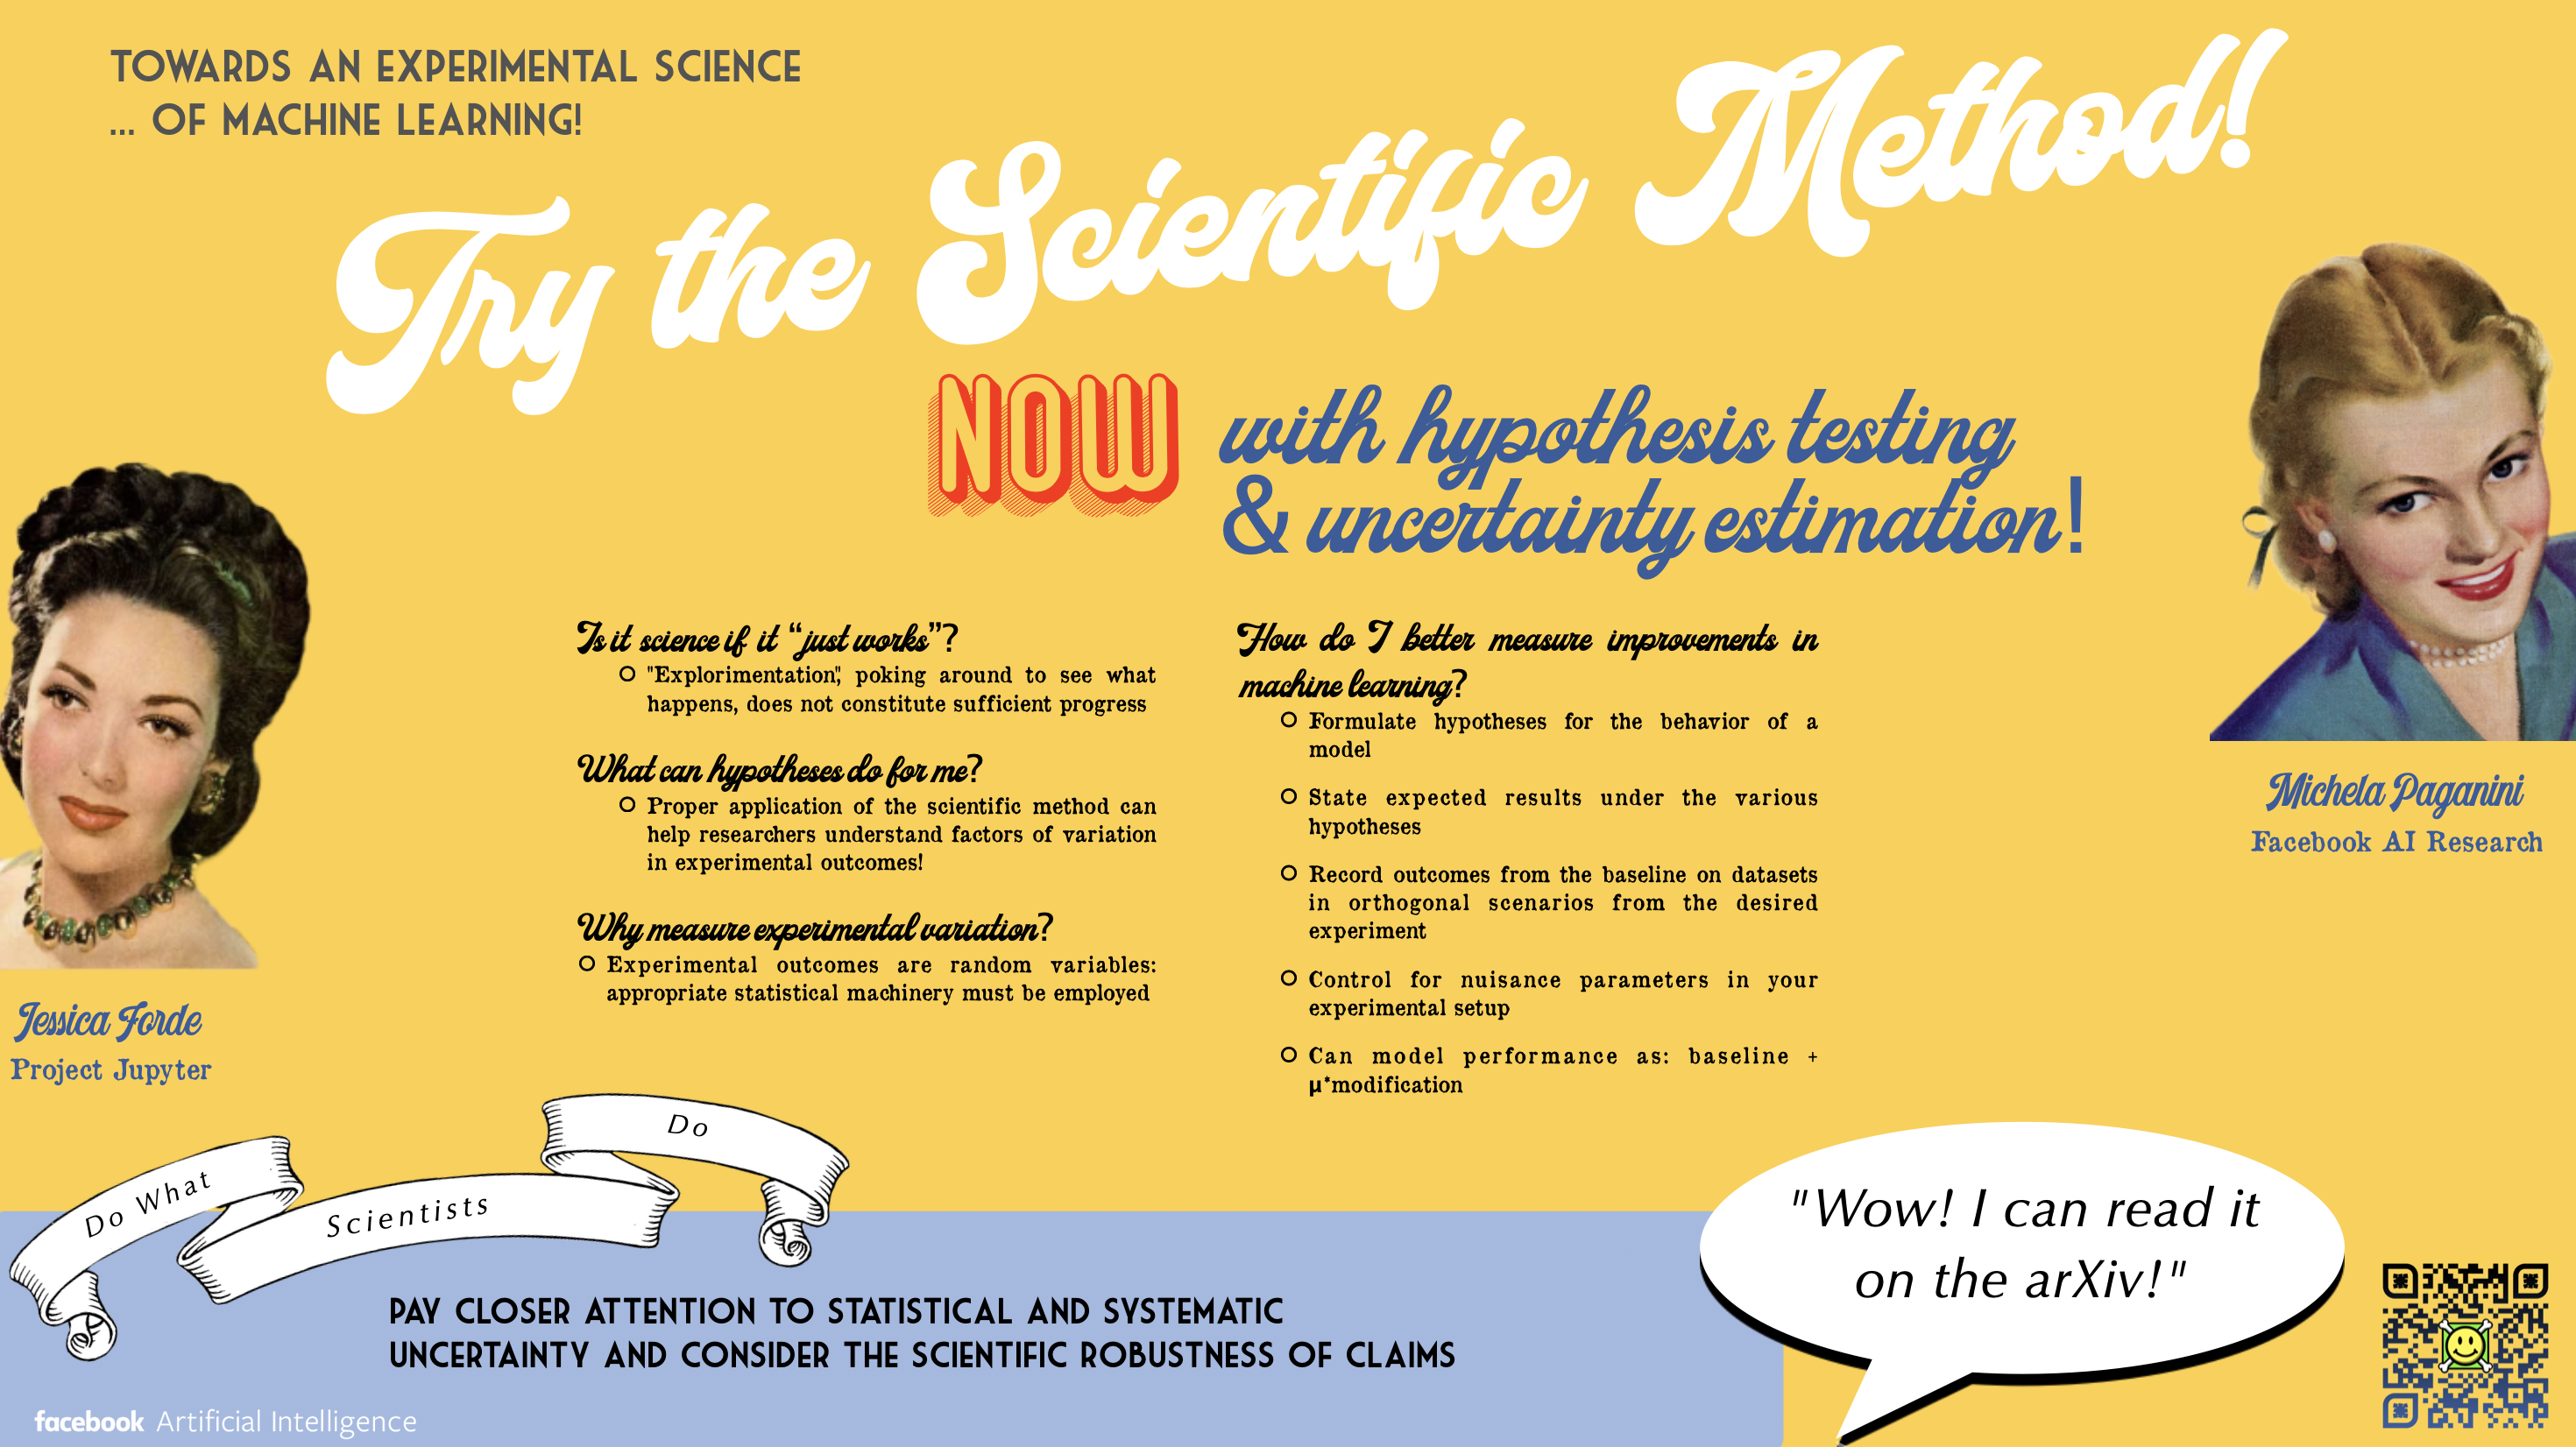 TOWARDS AN EXPERIMENTAL SCIENCE
... OF MACHINE LEARNING!
Try the Scientific Method!
NOW
with hypothesis testing
& uncertainty estimation!
Is it science if it “just works”?
"Explorimentation", poking around to see what
happens, does not constitute sufficient progress
What can hypotheses do for me?
Proper application of the scientific method can
help researchers understand factors of variation
in experimental outcomes!
Why measure experimental variation?
Experimental outcomes are random variables:
appropriate statistical machinery must be employed
How do I better measure improvements in
machine learning?
Formulate hypotheses for the behavior of a
model
State expected results under the various
hypotheses
Record outcomes from the baseline on datasets
in orthogonal scenarios from the desired
experiment
Control for nuisance parameters in your
experimental setup
Can model performance as: baseline +
μ*modification
Michela Paganini
Facebook AI Research
Jessica Forde
Project Jupyter
Do What
Scientists
Do
PAY CLOSER ATTENTION TO STATISTICAL AND SYSTEMATIC
UNCERTAINTY AND CONSIDER THE SCIENTIFIC ROBUSTNESS OF CLAIMS
"Wow! I can read it
on the arXiv!"
facebook Artificial Intelligence